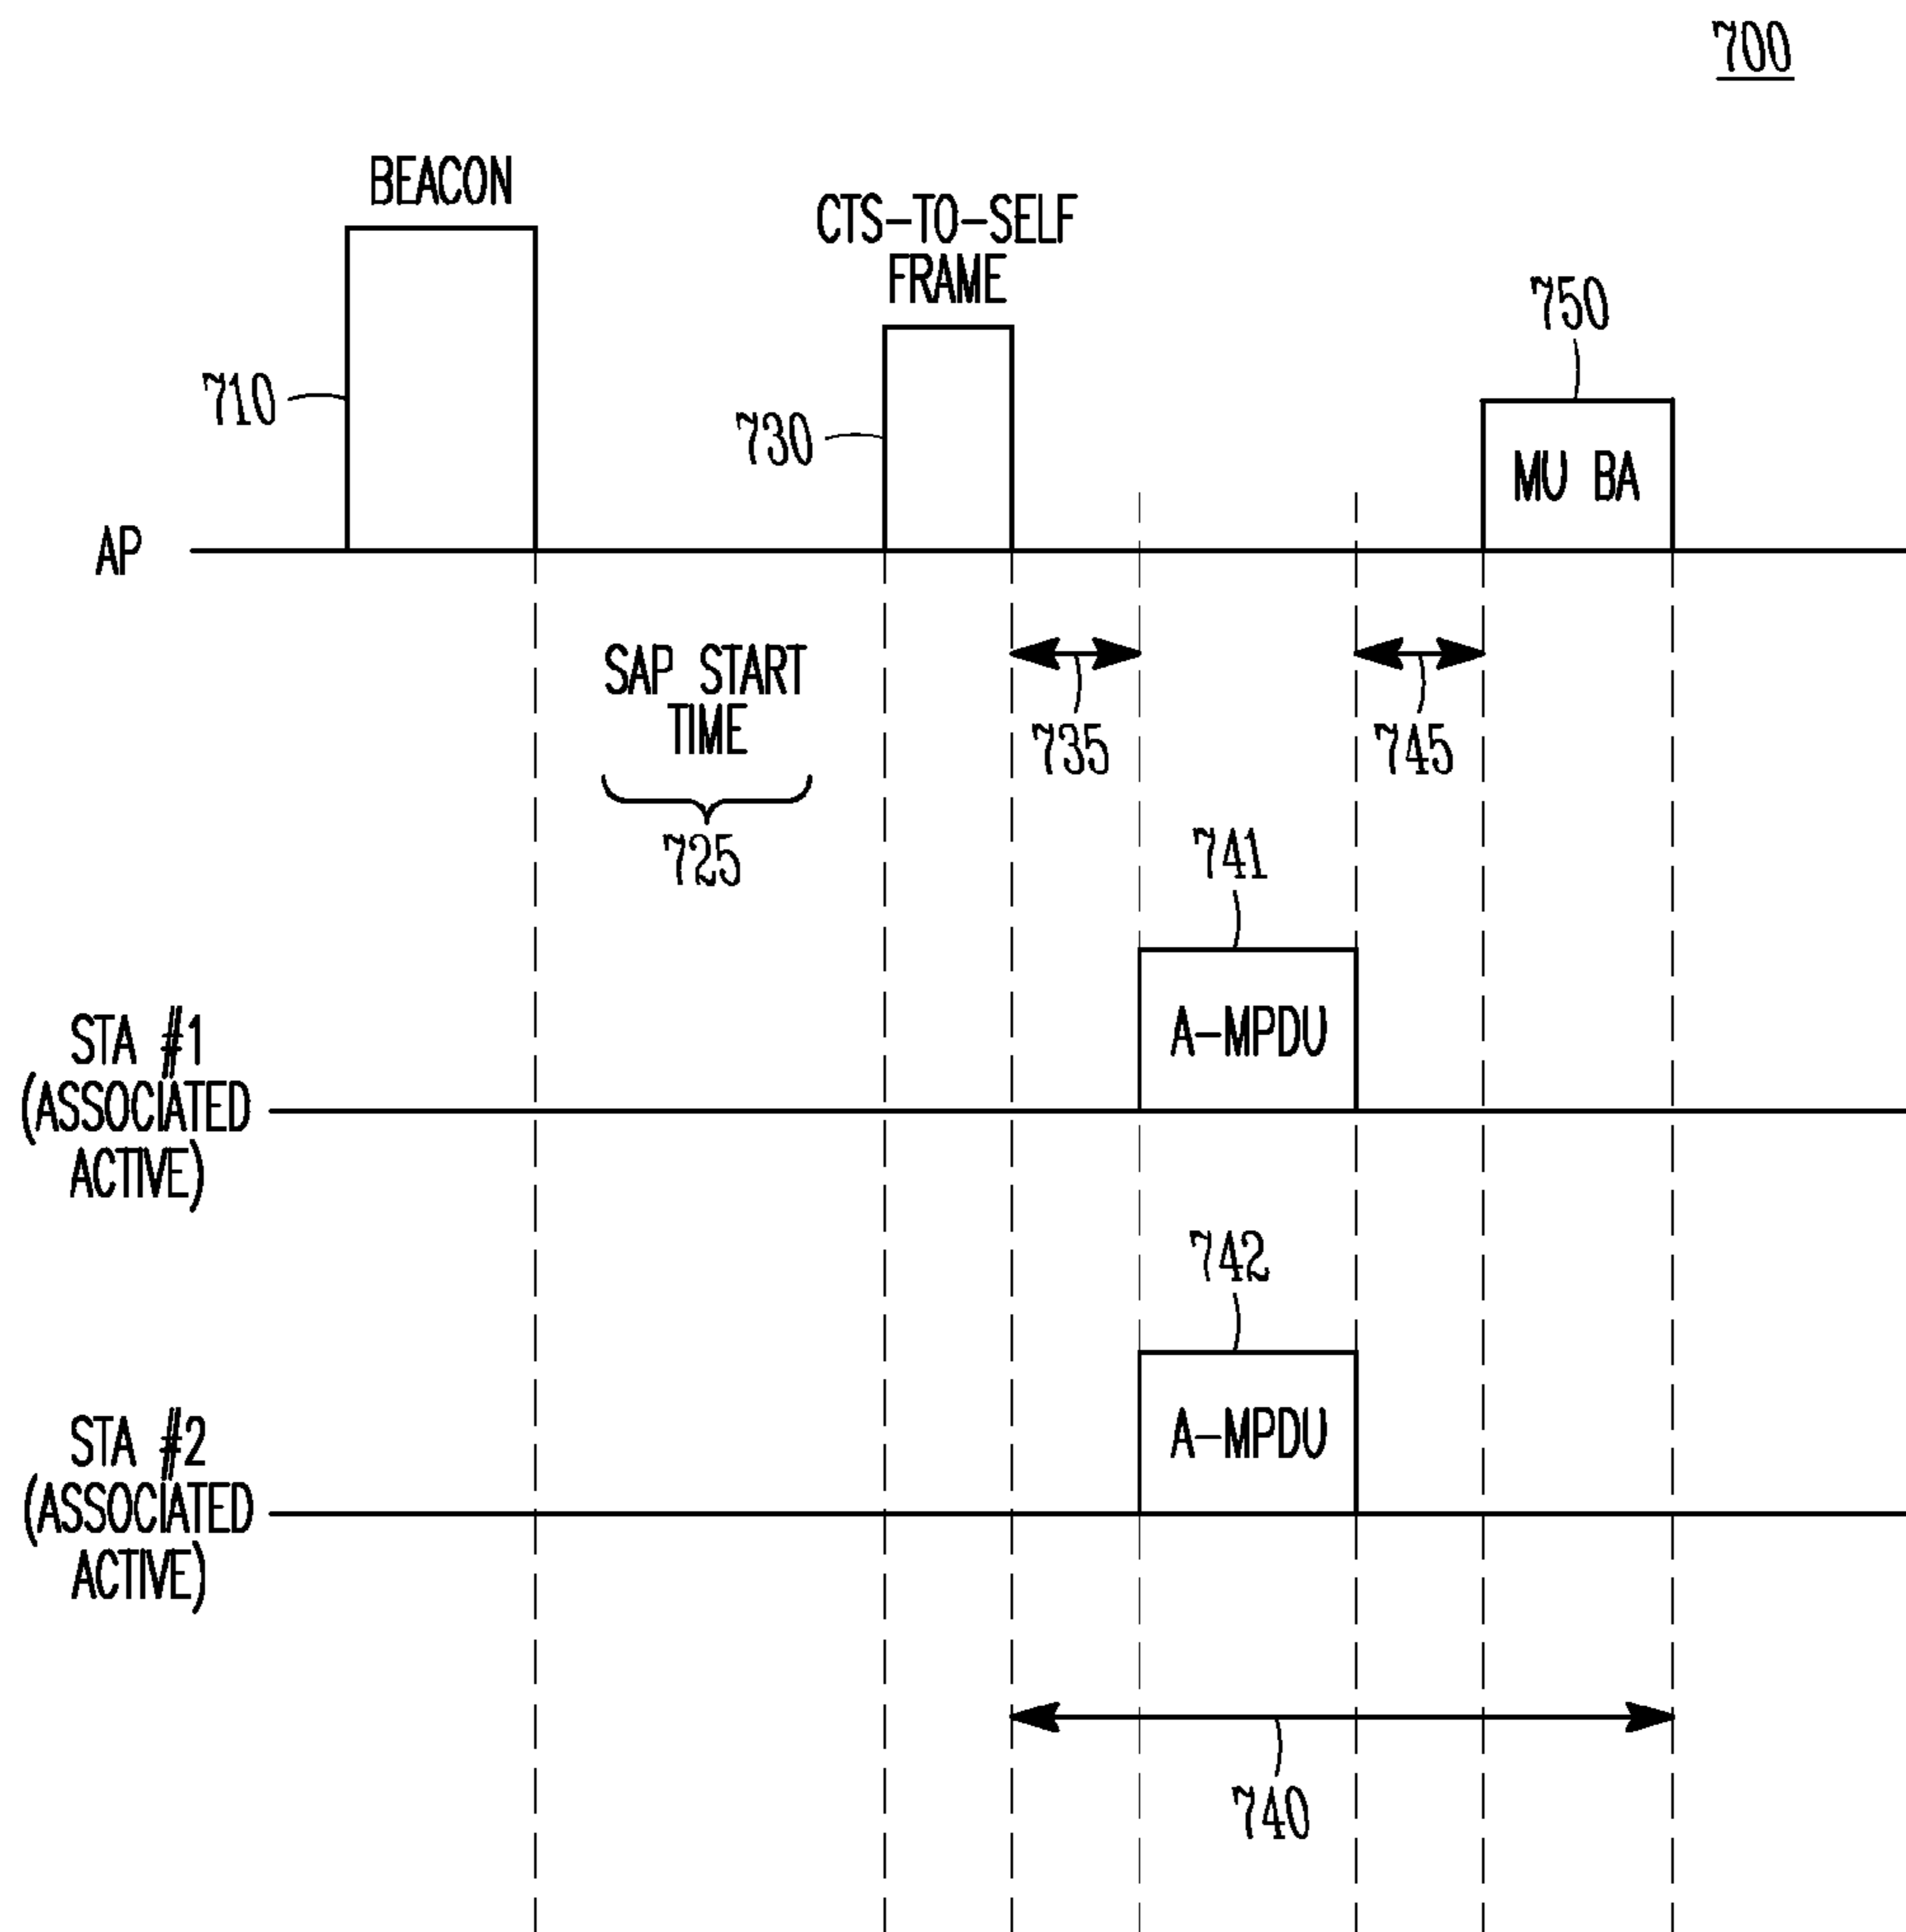 700
BEACON
CTS-TO-SELF
FRAME
750
710
730
MU BA
AP
SAP START
TIME
735
745
725
741
A-MPDU
STA #1
(ASSOCIATED
ACTIVE)
742
A-MPDU
STA #2
(ASSOCIATED
ACTIVE)
740